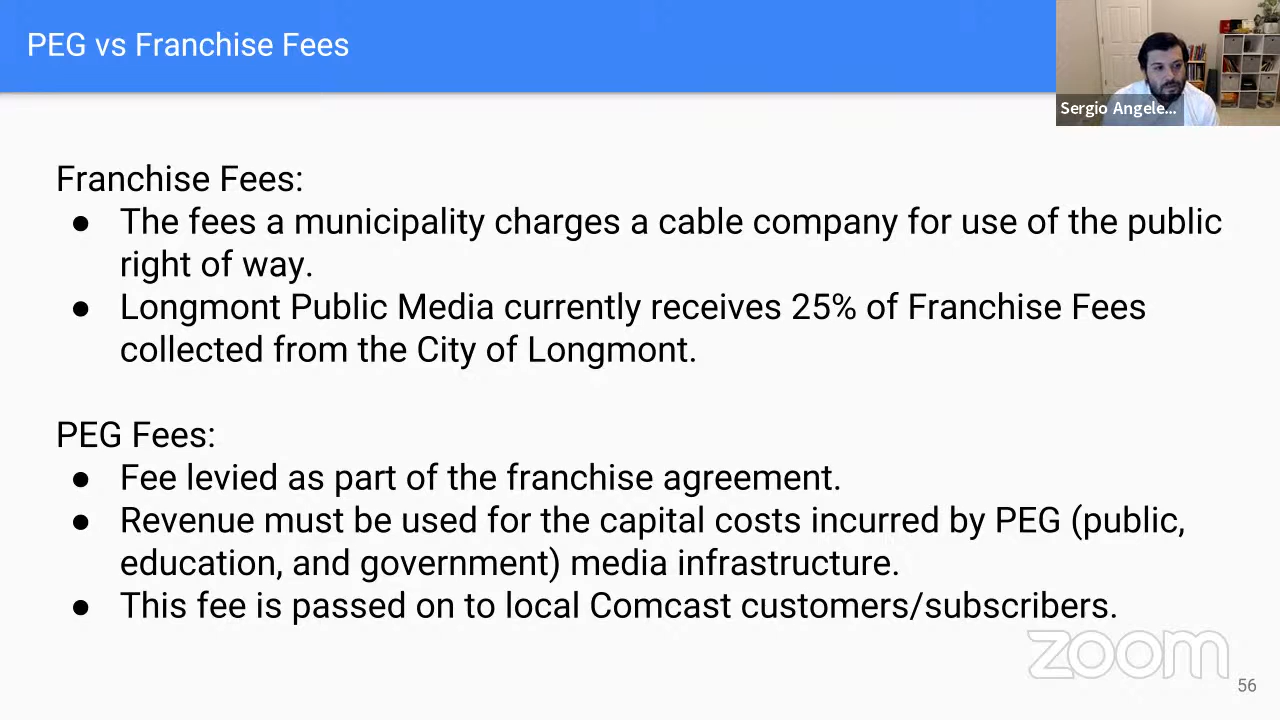 PEG vs Franchise Fees
Sergio Angele...
Franchise Fees:
● The fees a municipality charges a cable company for use of the public
right of way.
● Longmont Public Media currently receives 25% of Franchise Fees
collected from the City of Longmont.
PEG Fees:
● Fee levied as part of the franchise agreement.
● Revenue must be used for the capital costs incurred by PEG (public,
education, and government) media infrastructure.
● This fee is passed on to local Comcast customers/subscribers.
zoom
56